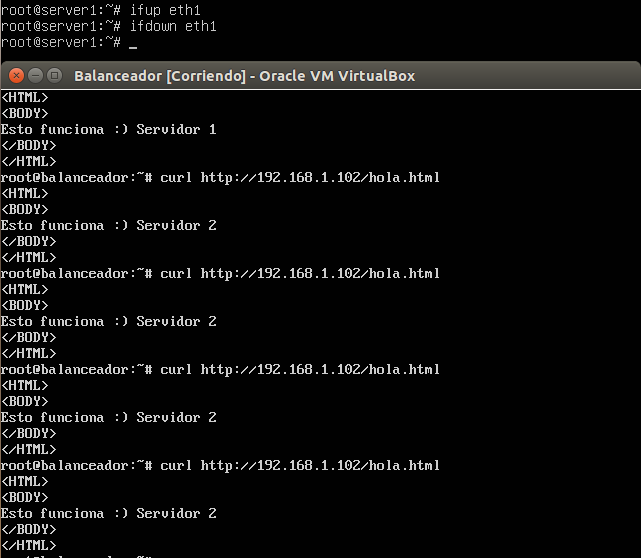 root@server1:~# ifup eth1
root@server1:~# ifdown eth1
root@server1:~# _
Balanceador [Corriendo] - Oracle VM VirtualBox
<HTML>
<BODY>
Esto funciona :) Servidor 1
</BODY>
</HTML>
root@balanceador:~# curl http://192.168.1.102/hola.html
<HTML>
<BODY>
Esto funciona :) Servidor 2
</BODY>
</HTML>
root@balanceador:~# curl http://192.168.1.102/hola.html
<HTML>
<BODY>
Esto funciona :) Servidor 2
</BODY>
</HTML>
root@balanceador:~# curl http://192.168.1.102/hola.html
<HTML>
<BODY>
Esto funciona :) Servidor 2
</BODY>
</HTML>
root@balanceador:~# curl http://192.168.1.102/hola.html
<HTML>
<BODY>
Esto funciona :) Servidor 2
</BODY>
</HTML>